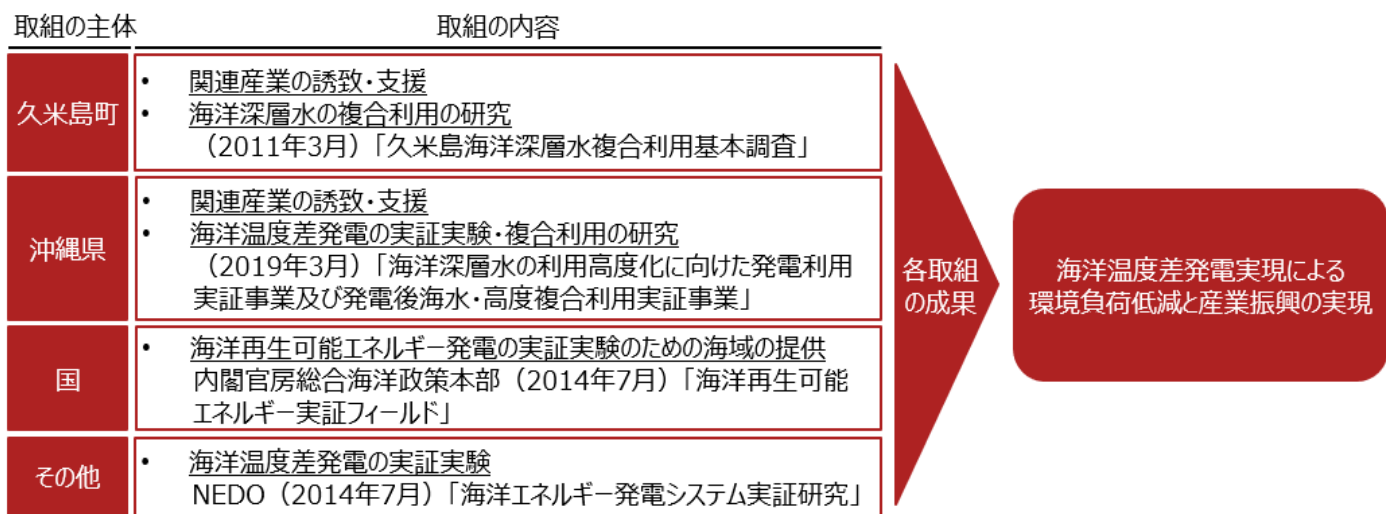 取組の主体
取組の内容
久米島町
• 関連産業の誘致・支援
• 海洋深層水の複合利用の研究
（2011年3月）「久米島海洋深層水複合利用基本調査」
沖縄県
• 関連産業の誘致・支援
• 海洋温度差発電の実証実験・複合利用の研究
（2019年3月）「海洋深層水の利用高度化に向けた発電利用
実証事業及び発電後海水・高度複合利用実証事業」
国
• 海洋再生可能エネルギー発電の実証実験のための海域の提供
内閣官房総合海洋政策本部（2014年7月）「海洋再生可能
エネルギー実証フィールド」
その他
• 海洋温度差発電の実証実験
NEDO（2014年7月）「海洋エネルギー発電システム実証研究」
各取組
の成果
海洋温度差発電実現による
環境負荷低減と産業振興の実現